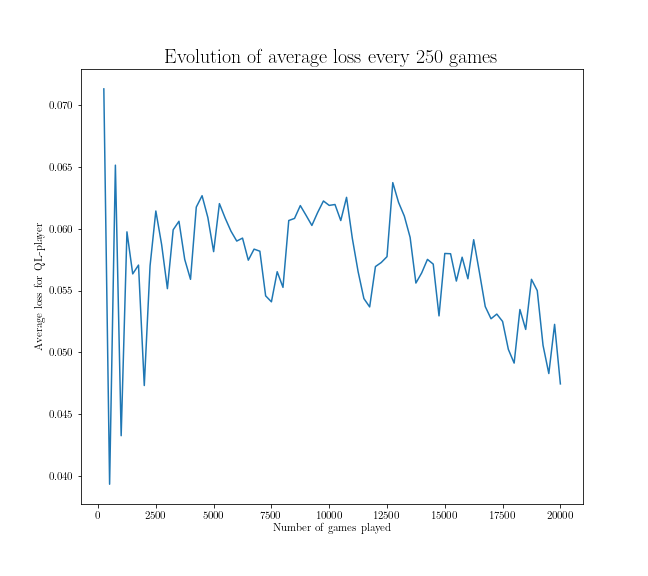 Evolution of average loss every 250 games
0.070
0.065
0.060
0.055
0.050
0.045
0.040
Average loss for QL-player
0 2500 5000 7500 10000 12500 15000 17500 20000
Number of games played